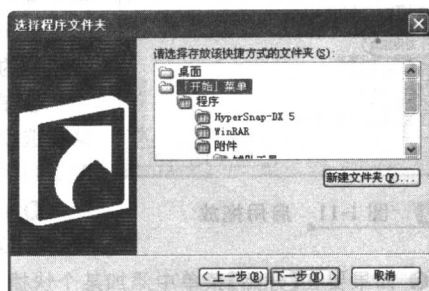 选择程序文件夹
请选择存放该快捷方式的文件夹(S):
桌面
「开始」菜单
程序
HyperSnap-DX 5
WinRAR
附件
新建文件夹(F)...
<上一步(B) 下一步(N)> 取消